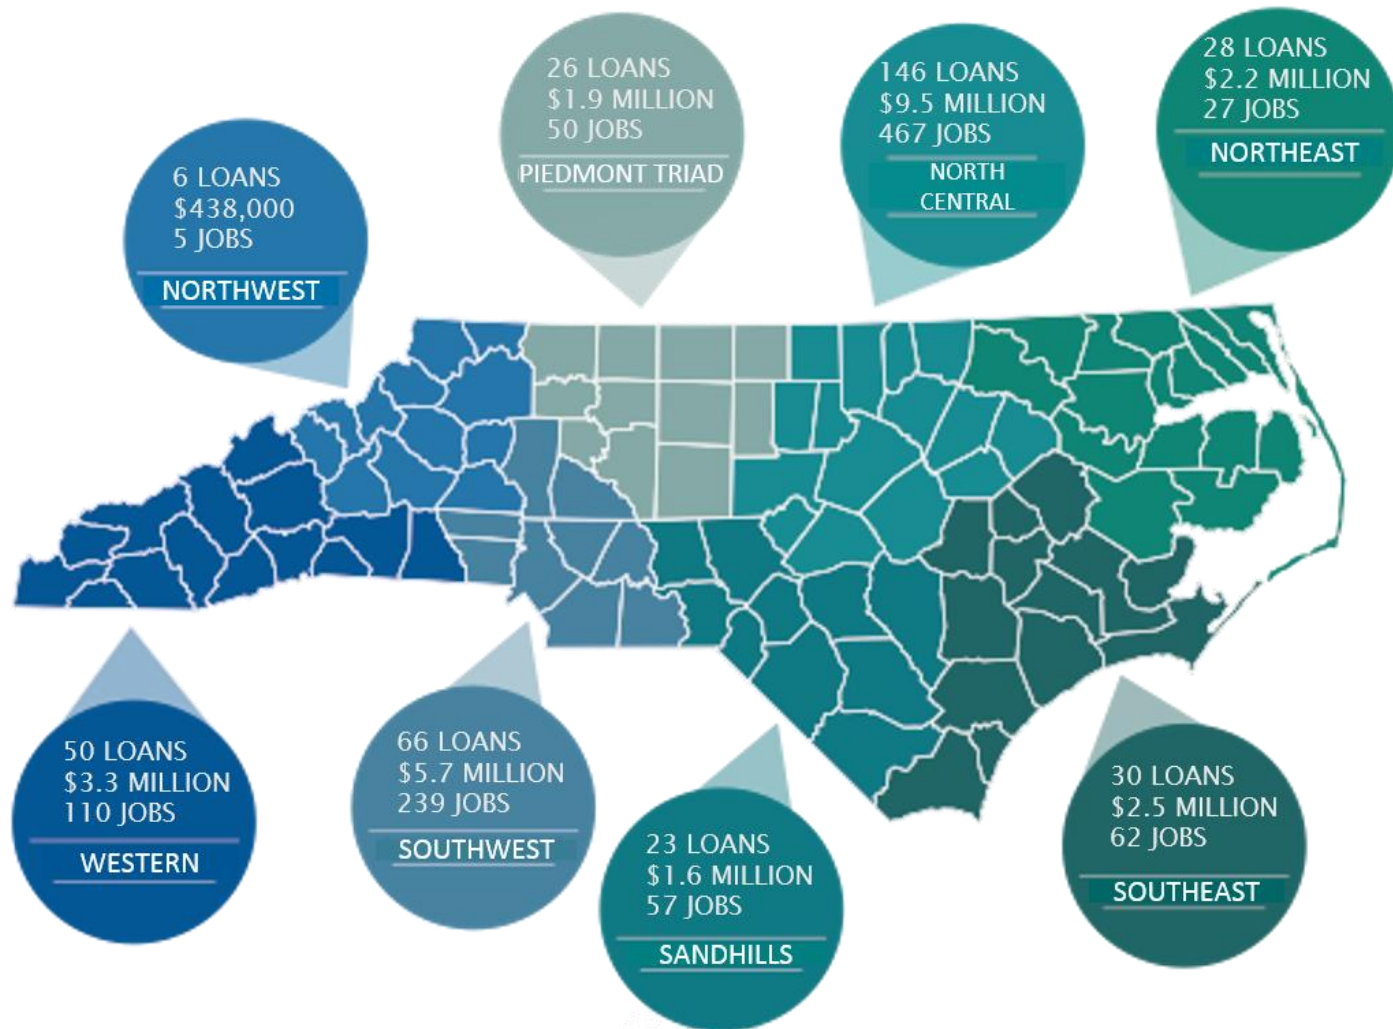 26 LOANS
$1.9 MILLION
50 JOBS
PIEDMONT TRIAD
146 LOANS
$9.5 MILLION
467 JOBS
NORTH
CENTRAL
28 LOANS
$2.2 MILLION
27 JOBS
NORTHEAST
6 LOANS
$438,000
5 JOBS
NORTHWEST
50 LOANS
$3.3 MILLION
110 JOBS
WESTERN
66 LOANS
$5.7 MILLION
239 JOBS
SOUTHWEST
23 LOANS
$1.6 MILLION
57 JOBS
SANDHILLS
30 LOANS
$2.5 MILLION
62 JOBS
SOUTHEAST